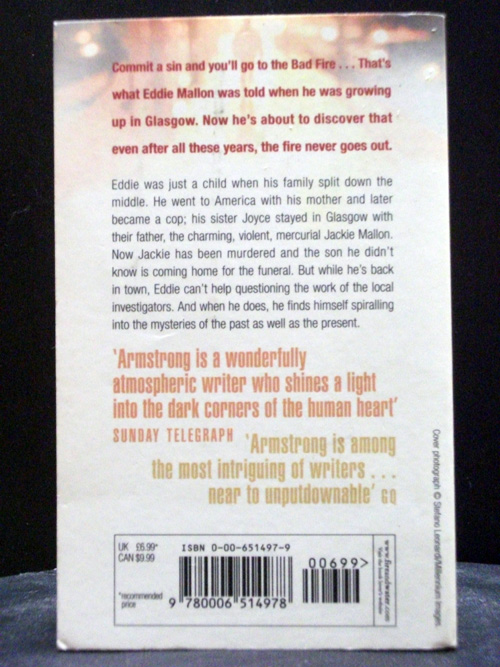 Commit a sin and you'll go to the Bad Fire . . . That's
what Eddie Mallon was told when he was growing
up in Glasgow. Now he's about to discover that
even after all these years, the fire never goes out.
Eddie was just a child when his family split down the
middle. He went to America with his mother and later
became a cop; his sister Joyce stayed in Glasgow with
their father, the charming, violent, mercurial Jackie Mallon.
Now Jackie has been murdered and the son he didn't
know is coming home for the funeral. But while he's back
in town, Eddie can't help questioning the work of the local
investigators. And when he does, he finds himself spiralling
into the mysteries of the past as well as the present.
'Armstrong is a wonderfully
atmospheric writer who shines a light
into the dark corners of the human heart'
SUNDAY TELEGRAPH
'Armstrong is among
the most intriguing of writers . . .
near to unputdownable' GQ
Cover photograph © Stefano Lennardi/Millennium Images
UK £6.99*
CAN $9.99
*recommended
price
ISBN 0-00-651497-9
00699>
9 780006 514978
www.fireandwater.com